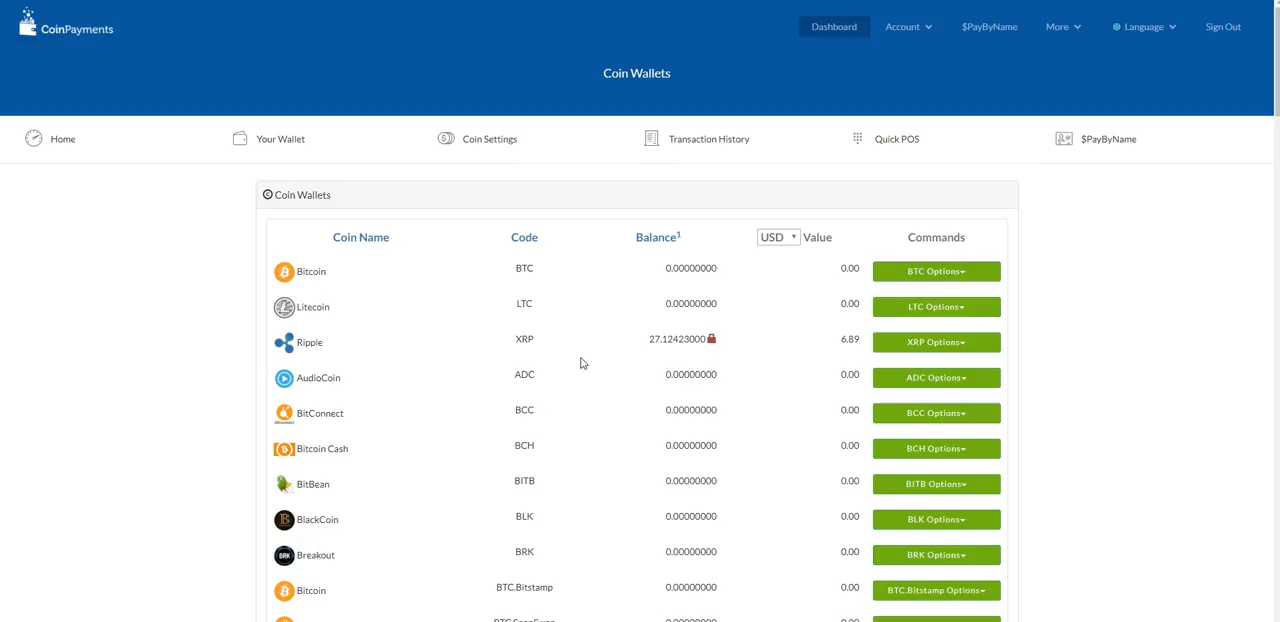 CoinPayments
Dashboard Account $PayByName More Language Sign Out
Coin Wallets
Home Your Wallet Coin Settings Transaction History Quick POS $PayByName
Coin Wallets
Coin Name Code Balance1 USD Value Commands
Bitcoin BTC 0.00000000 0.00 BTC Options
Litecoin LTC 0.00000000 0.00 LTC Options
Ripple XRP 27.12423000 6.89 XRP Options
AudioCoin ADC 0.00000000 0.00 ADC Options
BitConnect BCC 0.00000000 0.00 BCC Options
Bitcoin Cash BCH 0.00000000 0.00 BCH Options
BitBean BITB 0.00000000 0.00 BITB Options
BlackCoin BLK 0.00000000 0.00 BLK Options
BRK Breakout BRK 0.00000000 0.00 BRK Options
Bitcoin BTC.Bitstamp 0.00000000 0.00 BTC.Bitstamp Options